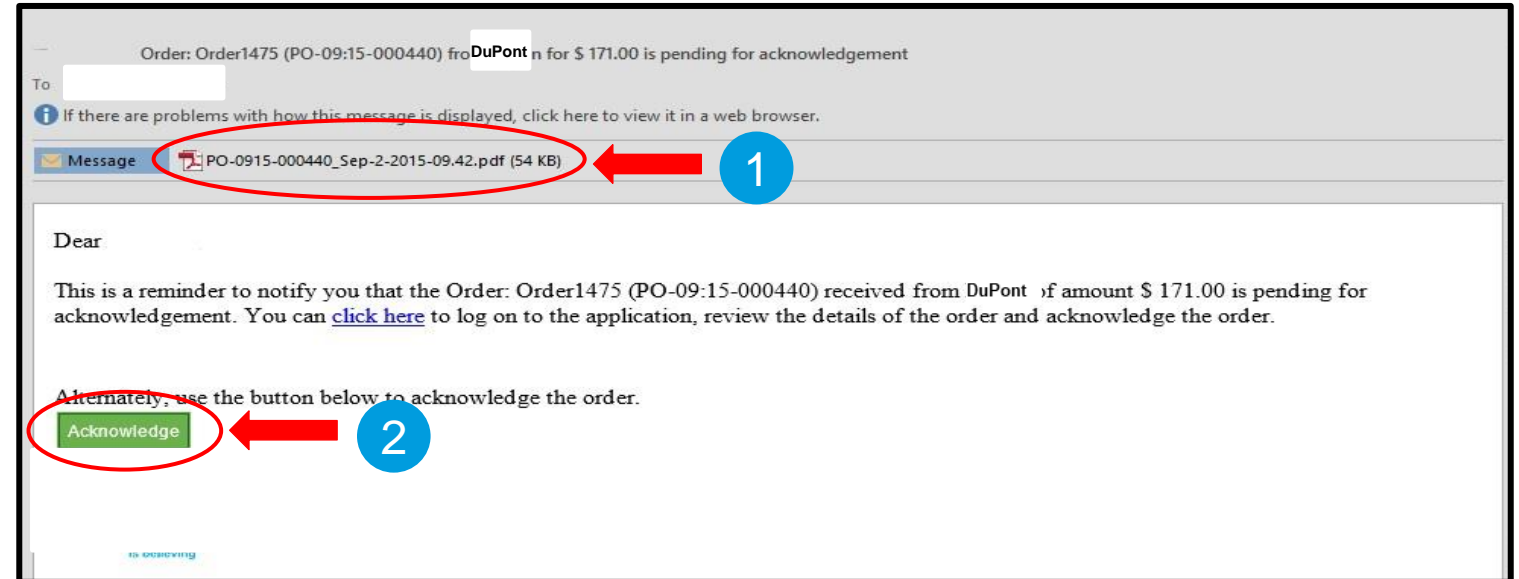 Order: Order1475 (PO-09:15-000440) fro DuPont n for $ 171.00 is pending for acknowledgement
To
If there are problems with how this message is displayed, click here to view it in a web browser.
Message PO-0915-000440_Sep-2-2015-09.42.pdf (54 KB)
1
Dear
This is a reminder to notify you that the Order: Order1475 (PO-09:15-000440) received from DuPont of amount $ 171.00 is pending for
acknowledgement. You can click here to log on to the application, review the details of the order and acknowledge the order.
Alternately, use the button below to acknowledge the order.
Acknowledge
2
is believing